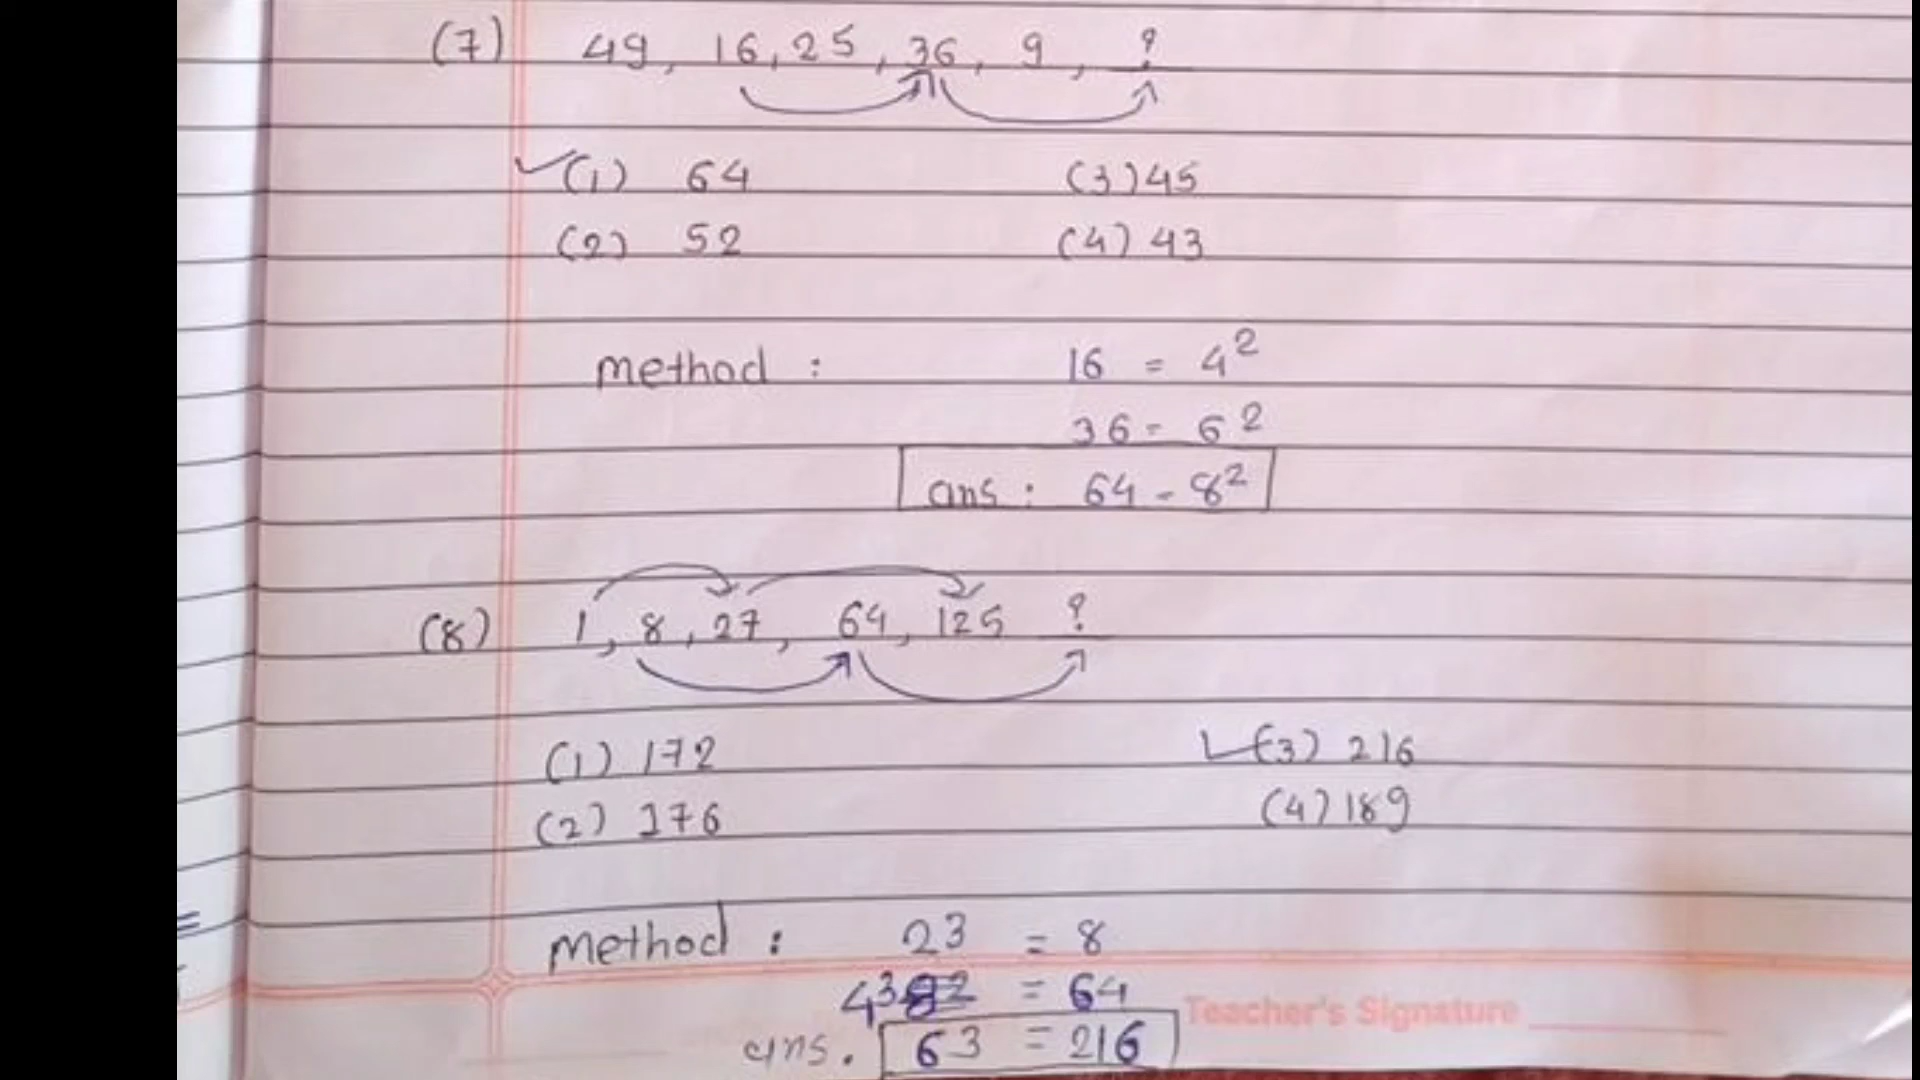 (7) 49, 16, 25, 36, 9, ?
(1) 64 (3) 45
(2) 52 (4) 43
method : 16 = 4²
36 = 6²
ans : 64 - 8²
(8) 1, 8, 27, 64, 125 ?
(1) 172 (3) 216
(2) 176 (4) 189
method : 2³ = 8
4³ = 64
Teacher's Signature
ans. 6³ = 216